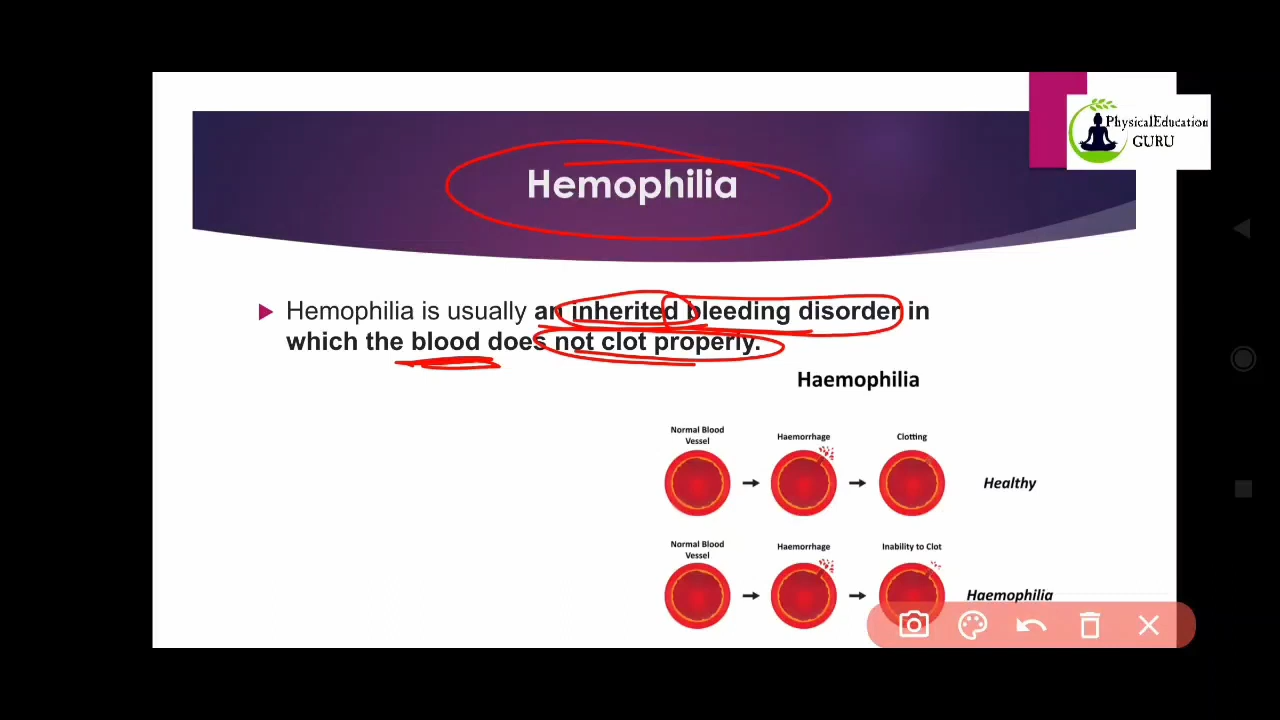 PhysicalEducation
GURU
Hemophilia
Hemophilia is usually an inherited bleeding disorder in
which the blood does not clot properly.
Haemophilia
Normal Blood
Vessel
Haemorrhage
Clotting
Healthy
Normal Blood
Vessel
Haemorrhage
Inability to Clot
Haemophilia